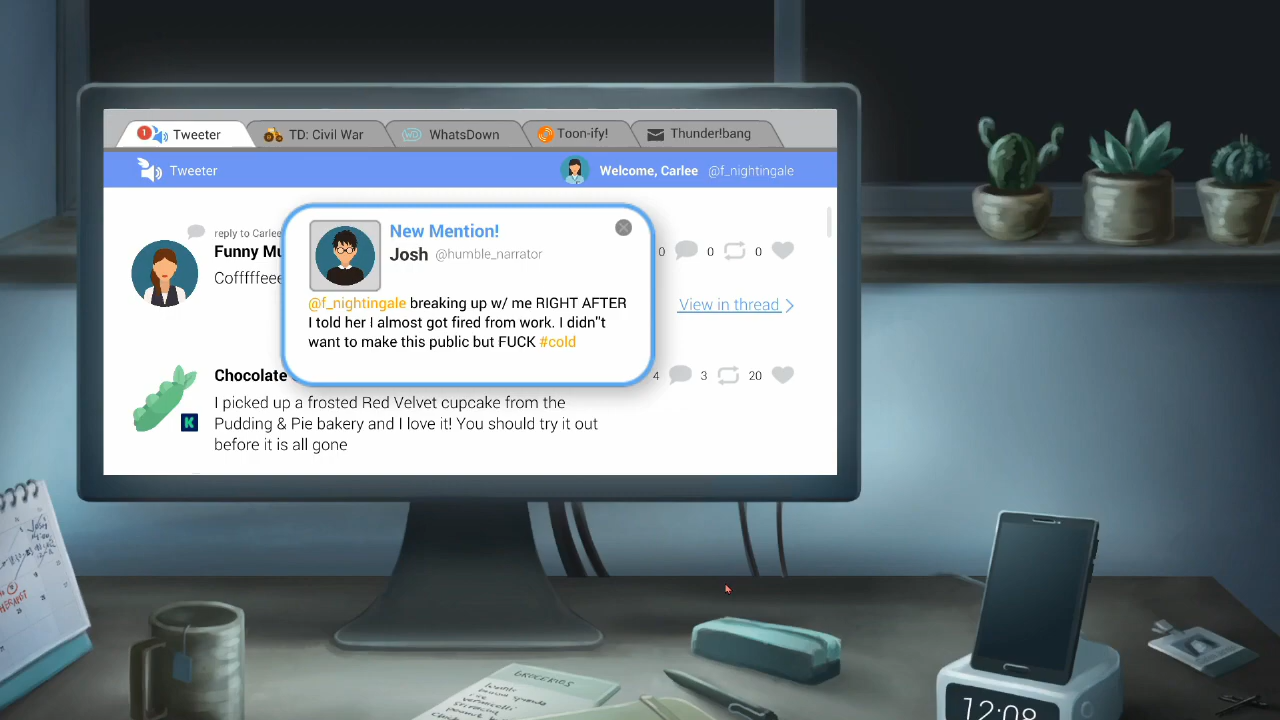 1 Tweeter TD: Civil War WhatsDown Toon-ify! Thunder!bang
Tweeter Welcome, Carlee @f_nightingale
reply to Carlee
Funny Mu 0 0 0
Cofffffeee
New Mention!
Josh @humble_narrator
@f_nightingale breaking up w/ me RIGHT AFTER
I told her I almost got fired from work. I didn"t
want to make this public but FUCK #cold
View in thread
Chocolate 4 3 20
I picked up a frosted Red Velvet cupcake from the
Pudding & Pie bakery and I love it! You should try it out
before it is all gone
K
GROCERIES
12:08